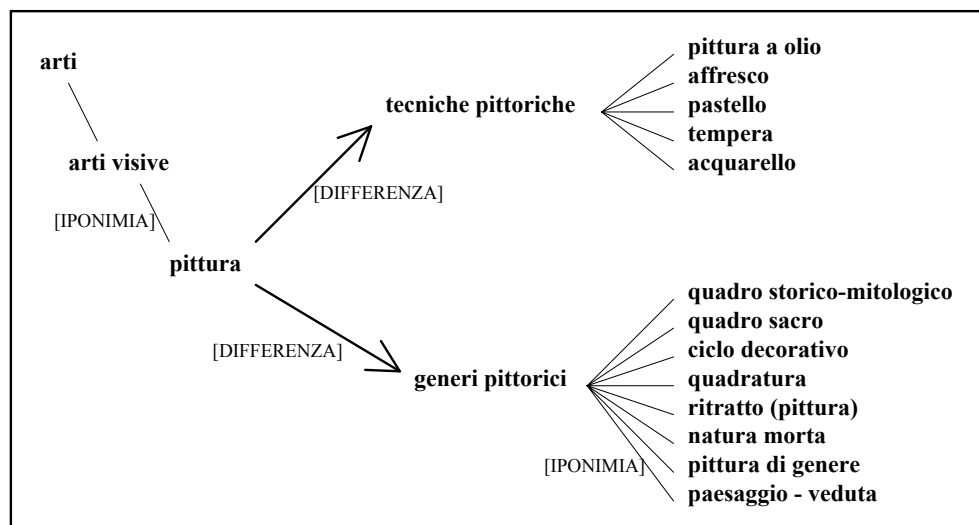 arti
arti visive
[IPONIMIA]
pittura
[DIFFERENZA]
tecniche pittoriche
pittura a olio
affresco
pastello
tempera
acquarello
[DIFFERENZA]
generi pittorici
[IPONIMIA]
quadro storico-mitologico
quadro sacro
ciclo decorativo
quadratura
ritratto (pittura)
natura morta
pittura di genere
paesaggio - veduta